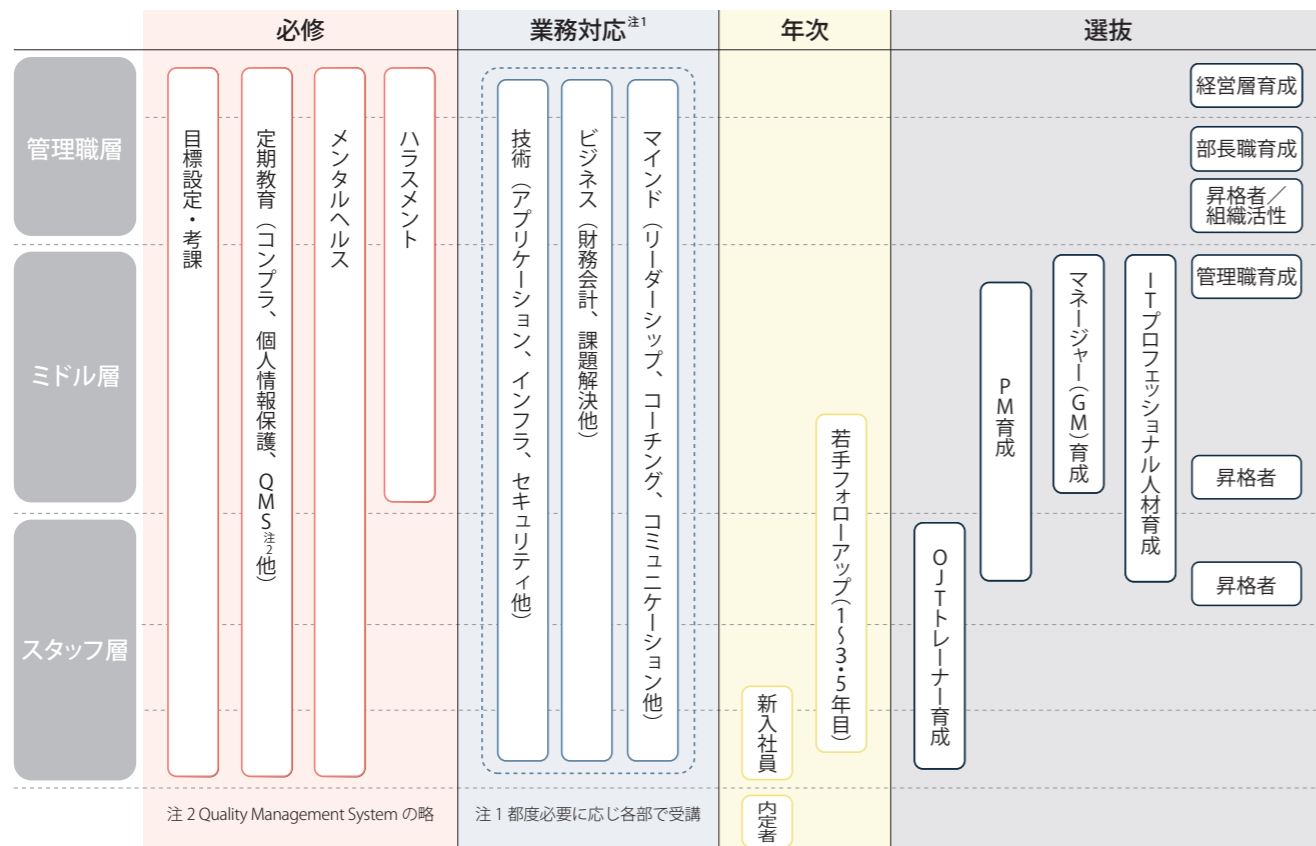 必修
業務対応注1
年次
選抜
管理職層
ミドル層
スタッフ層
目標設定・考課
定期教育（コンプラ、個人情報保護、QMS注2他）
メンタルヘルス
ハラスメント
技術（アプリケーション、インフラ、セキュリティ他）
ビジネス（財務会計、課題解決他）
マインド（リーダーシップ、コーチング、コミュニケーション他）
新入社員
内定者
若手フォローアップ（1〜3・5年目）
OJTトレーナー育成
PM育成
マネージャー（GM）育成
ITプロフェッショナル人材育成
経営層育成
部長職育成
昇格者／
組織活性
管理職育成
昇格者
昇格者
注 2 Quality Management System の略
注 1 都度必要に応じ各部で受講